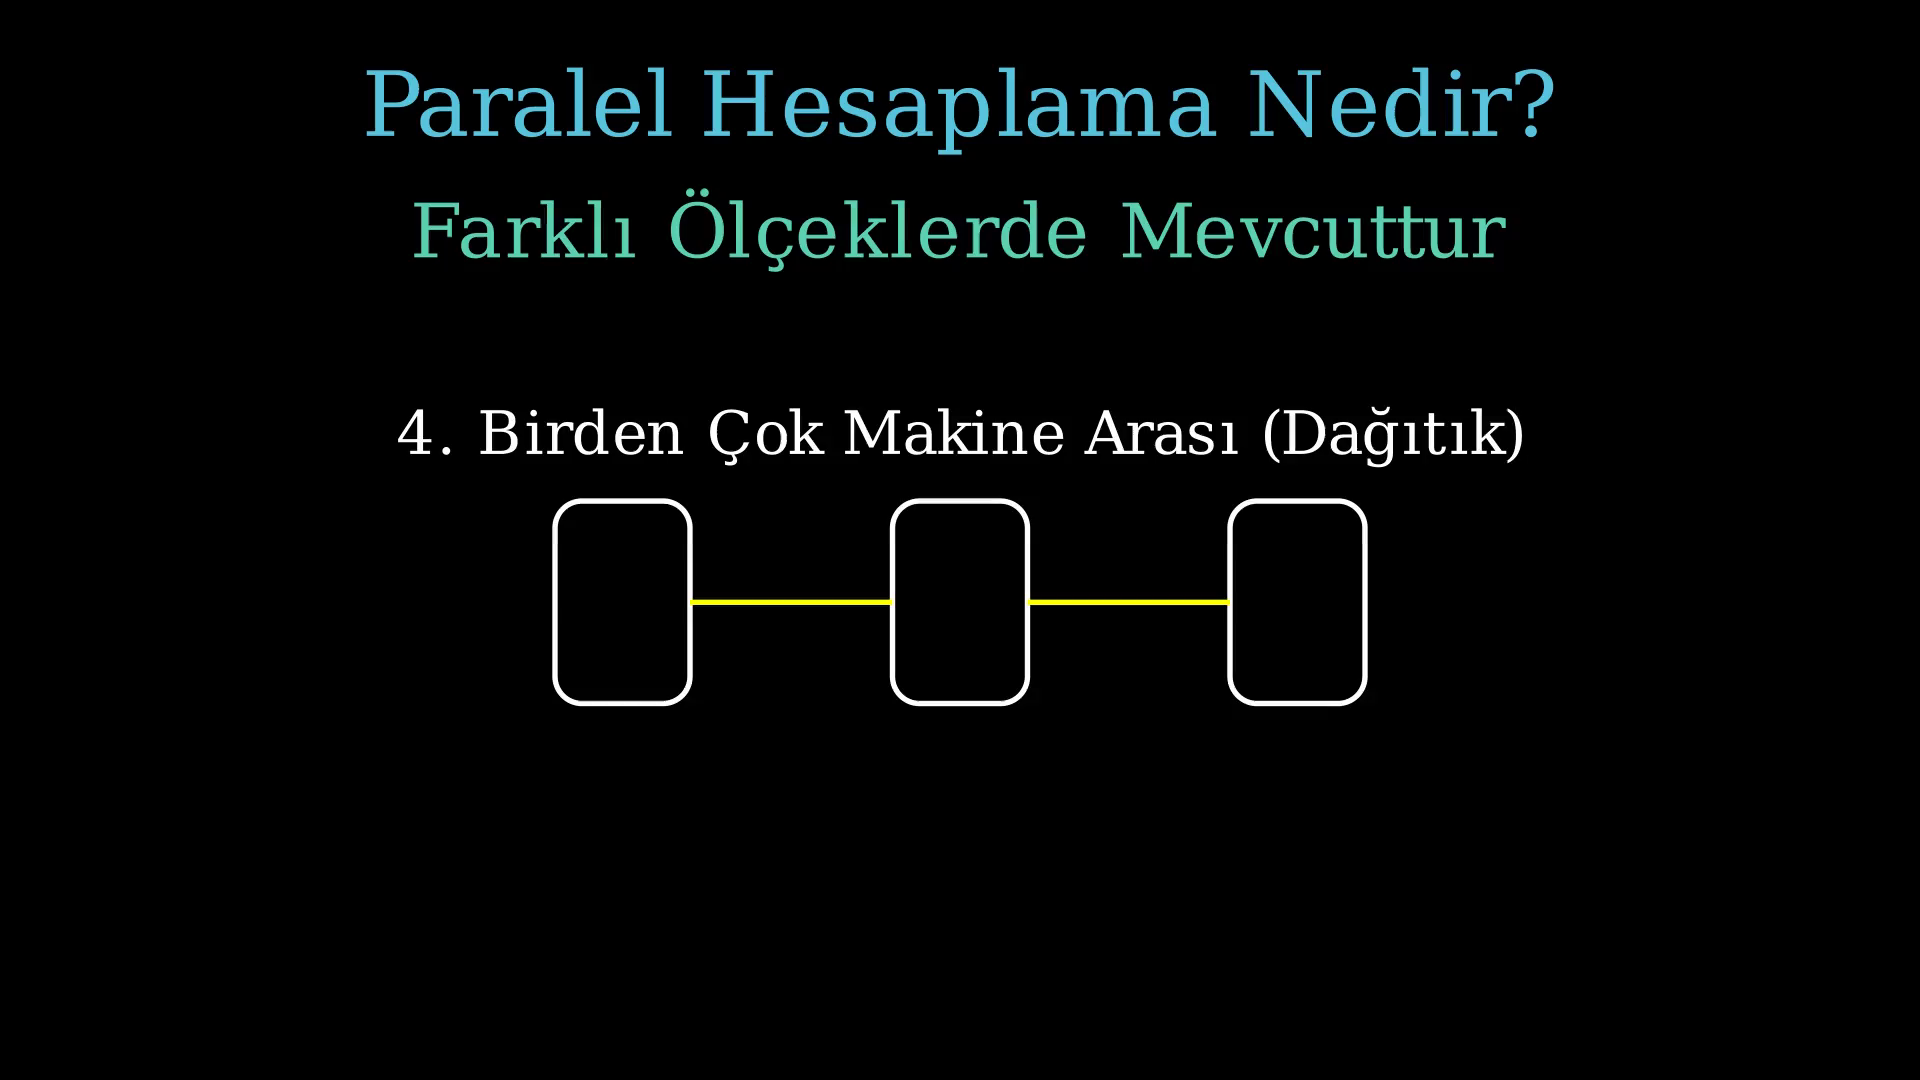 Paralel Hesaplama Nedir?
Farklı Ölçeklerde Mevcuttur
4. Birden Çok Makine Arası (Dağıtık)